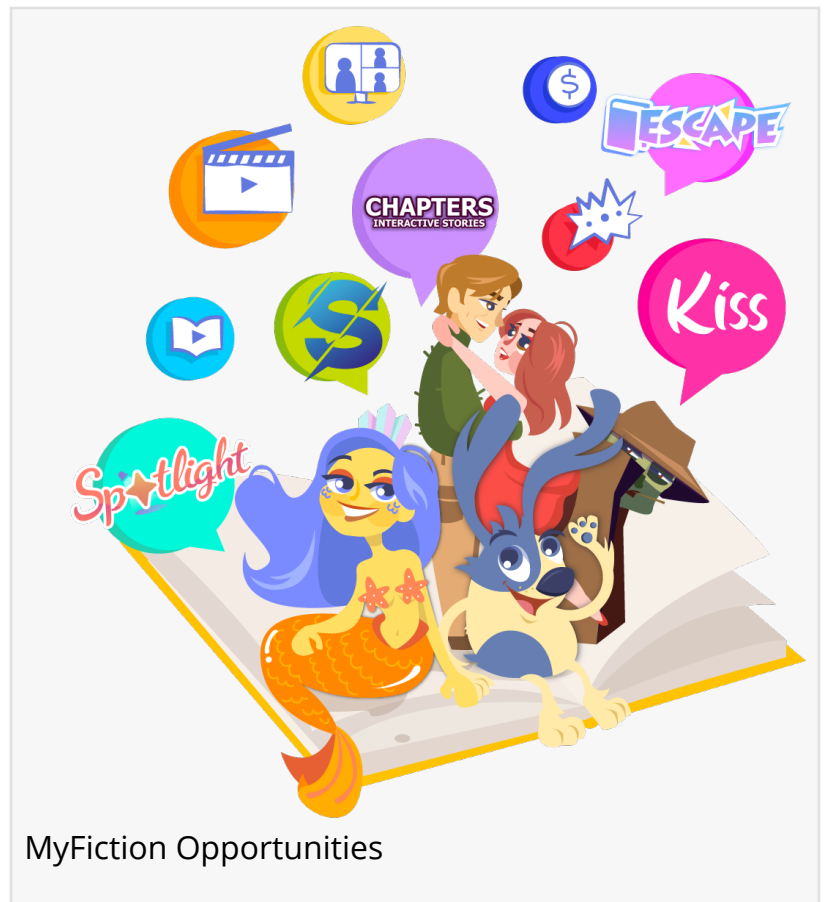 ESCAPE
CHAPTERS
INTERACTIVE STORIES
$
Kiss
S
Spotlight
MyFiction Opportunities